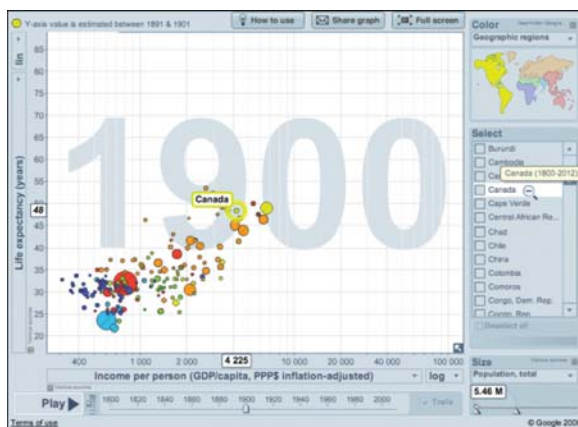 Y-axis value is estimated between 1891 & 1901
How to use
Share graph
Full screen
lin
Life expectancy (years)
85
80
75
70
65
60
55
50
48
45
40
35
30
25
20
1900
Canada
400
1 000
2 000
4 225
10 000
20 000
40 000
100 000
Income per person (GDP/capita, PPP$ inflation-adjusted)
log
Play
1800 1820 1840 1860 1880 1900 1920 1940 1960 1980 2000
Trails
Terms of use
Color
Geographic regions
Select
Burundi
Cambodia
Canada (1800-2012)
Canada
Cape Verde
Central African Re...
Chad
Chile
China
Colombia
Comoros
Congo, Dem. Rep.
Congo, Rep.
Deselect all
Size
Population, total
5.46 M